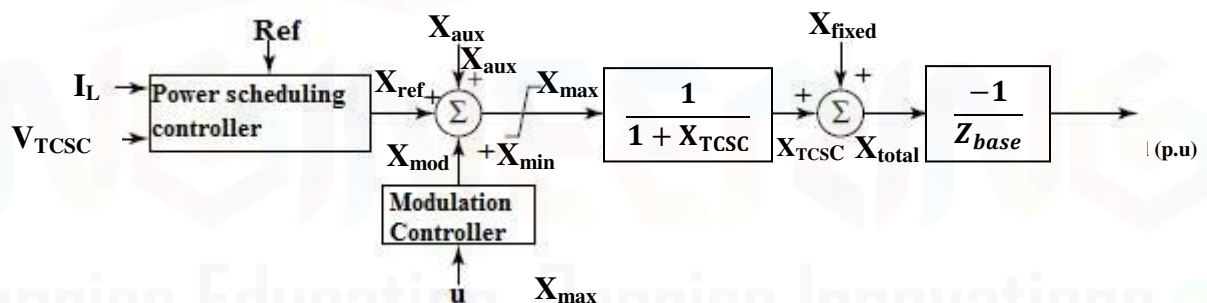 Ref
X_aux
X_aux
X_fixed
I_L
V_TCSC
Power scheduling
controller
X_ref
+
+
Σ
+
X_mod
X_max
X_min
1
1 + X_TCSC
+
+
Σ
X_TCSC
X_total
−1
Z_base
(p.u)
Modulation
Controller
u
X_max